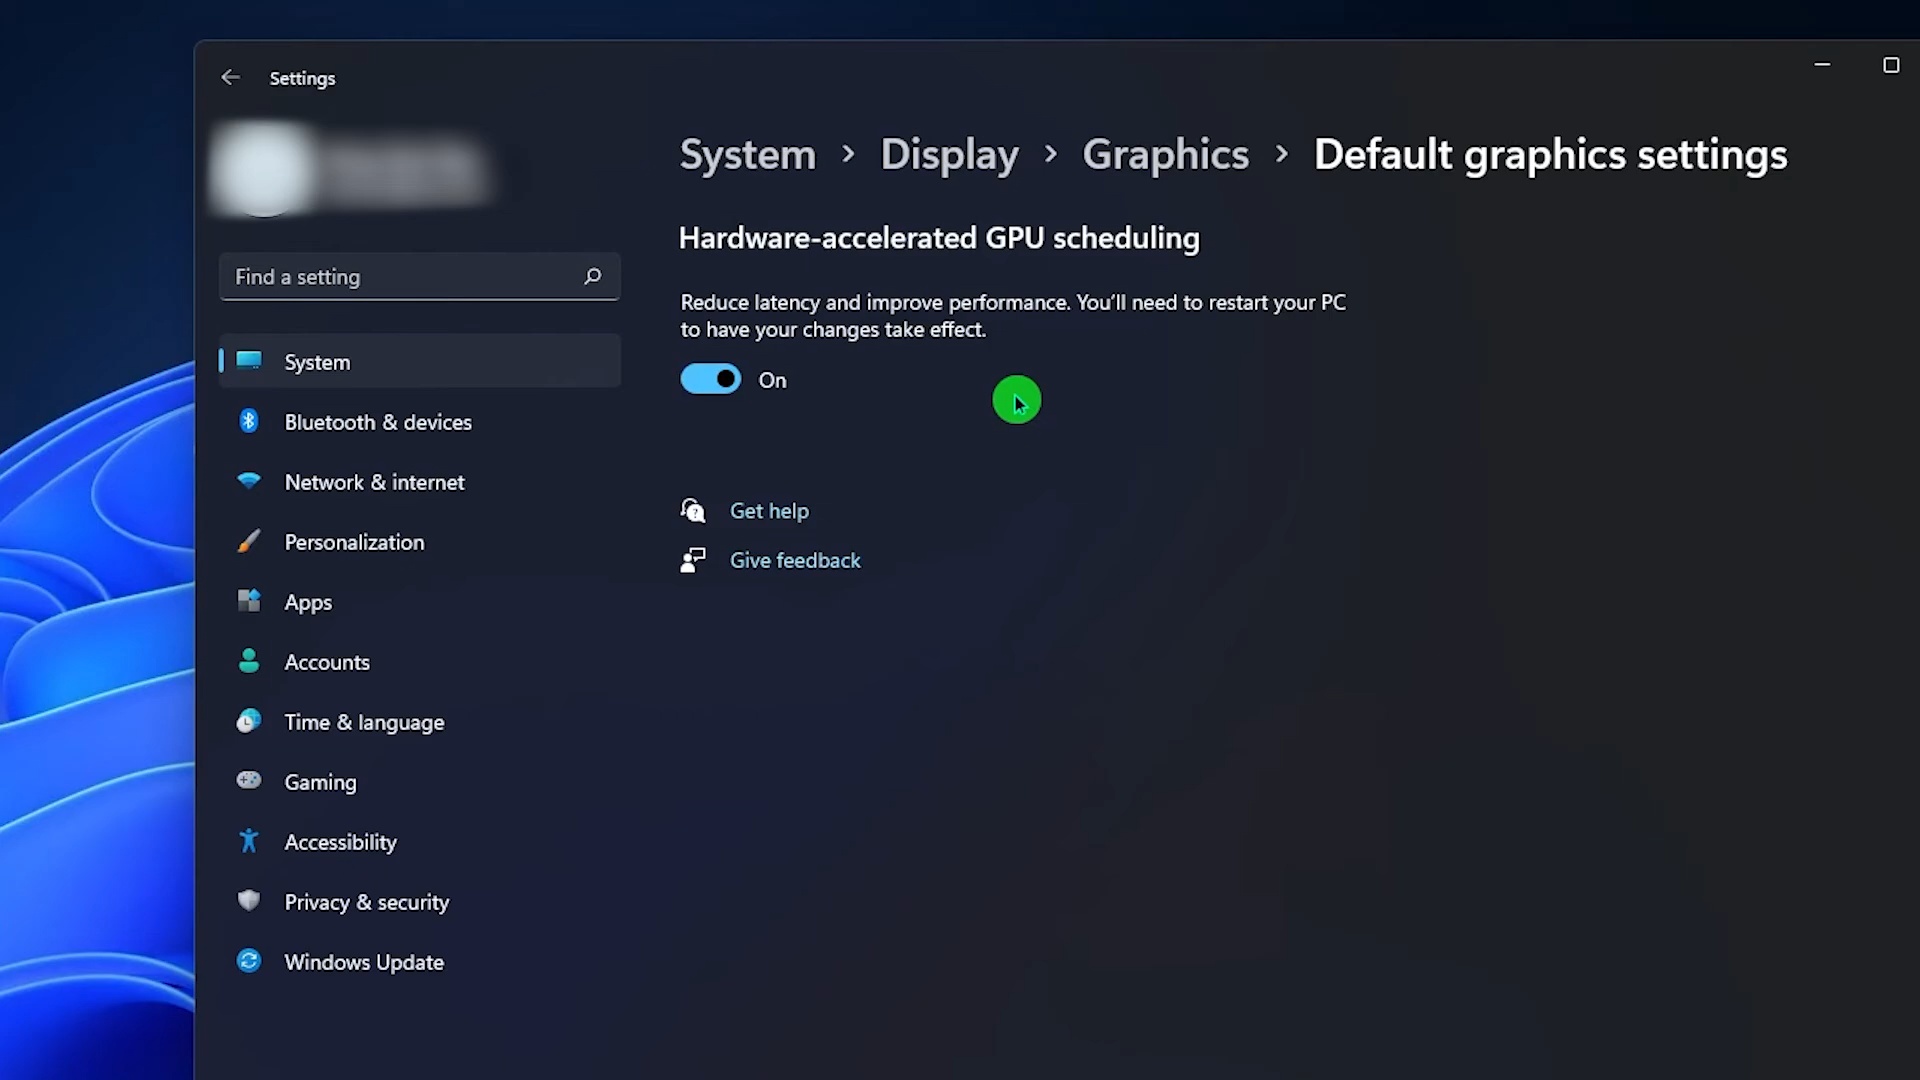 Settings
System > Display > Graphics > Default graphics settings
Hardware-accelerated GPU scheduling
Find a setting
Reduce latency and improve performance. You’ll need to restart your PC
to have your changes take effect.
On
System
Bluetooth & devices
Network & internet
Personalization
Apps
Accounts
Time & language
Gaming
Accessibility
Privacy & security
Windows Update
Get help
Give feedback